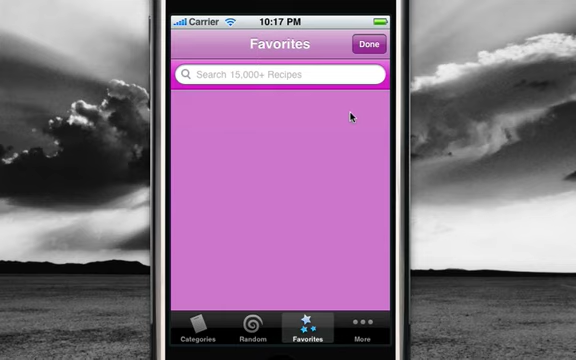 Carrier 10:17 PM
Favorites Done
Search 15,000+ Recipes
Categories Random Favorites More